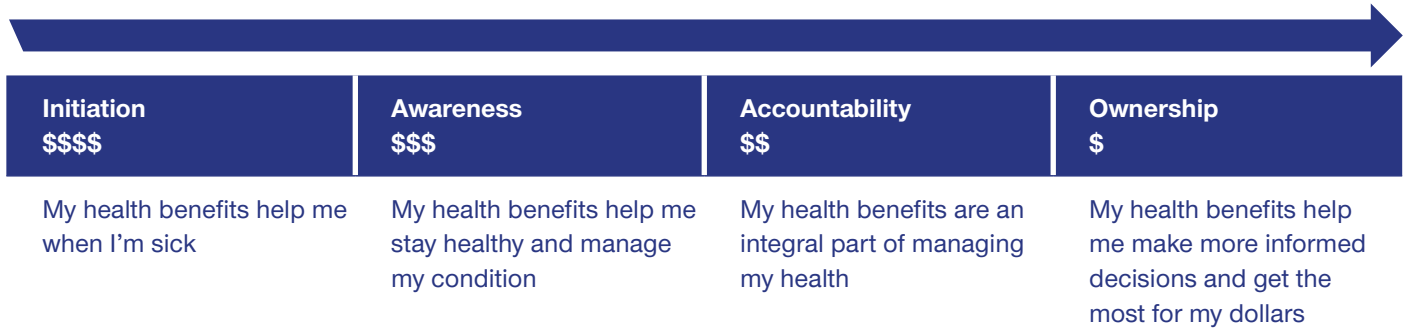 Initiation
$$$$
My health benefits help me
when I’m sick
Awareness
$$$
My health benefits help me
stay healthy and manage
my condition
Accountability
$$
My health benefits are an
integral part of managing
my health
Ownership
$
My health benefits help
me make more informed
decisions and get the
most for my dollars